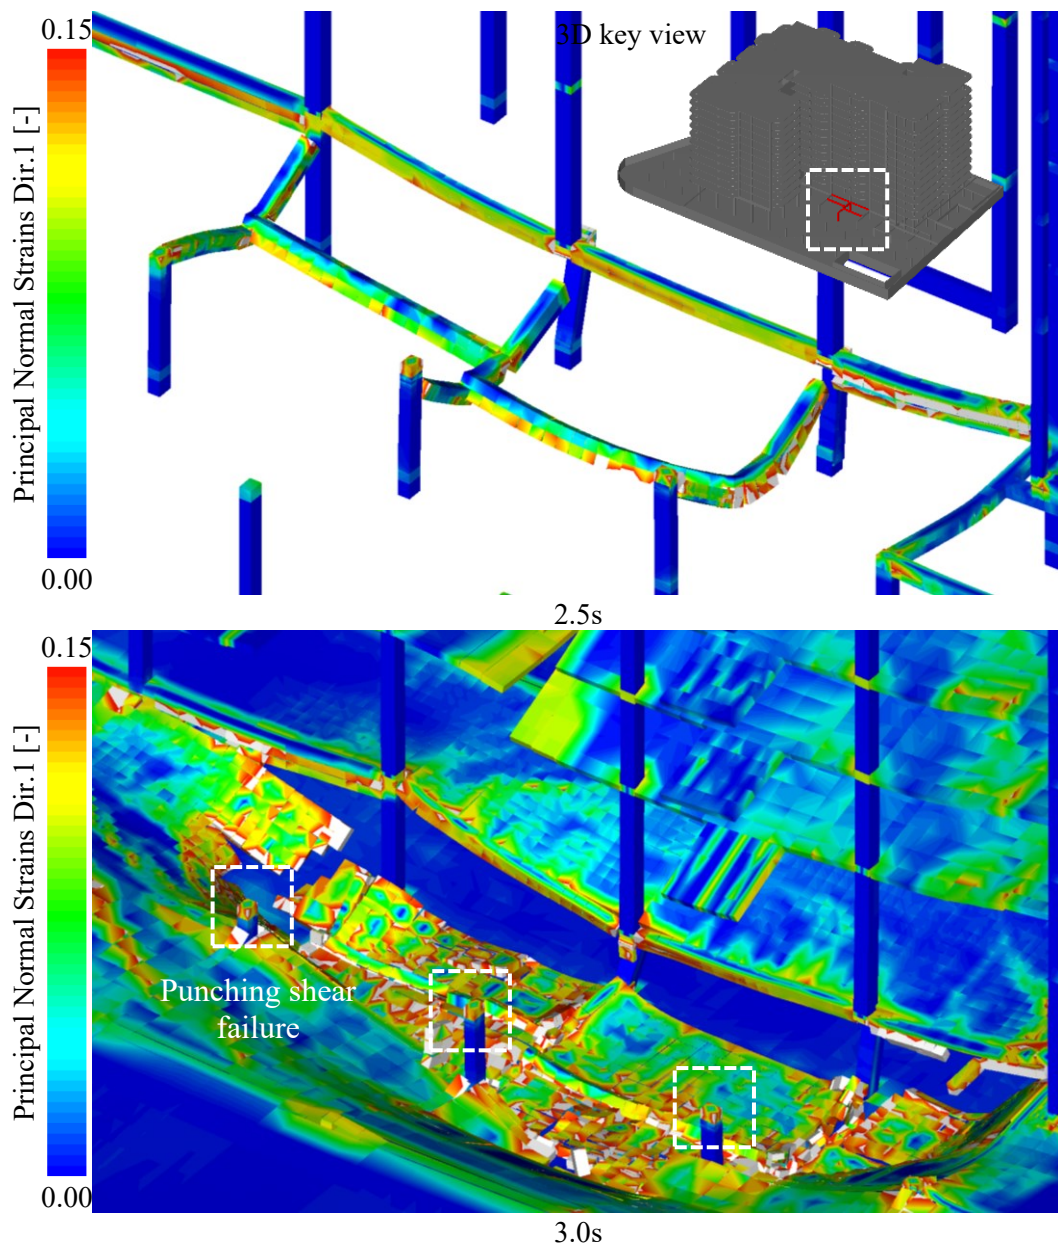 0.15
3D key view
Principal Normal Strains Dir.1 [-]
0.00
2.5s
0.15
Principal Normal Strains Dir.1 [-]
Punching shear
failure
0.00
3.0s